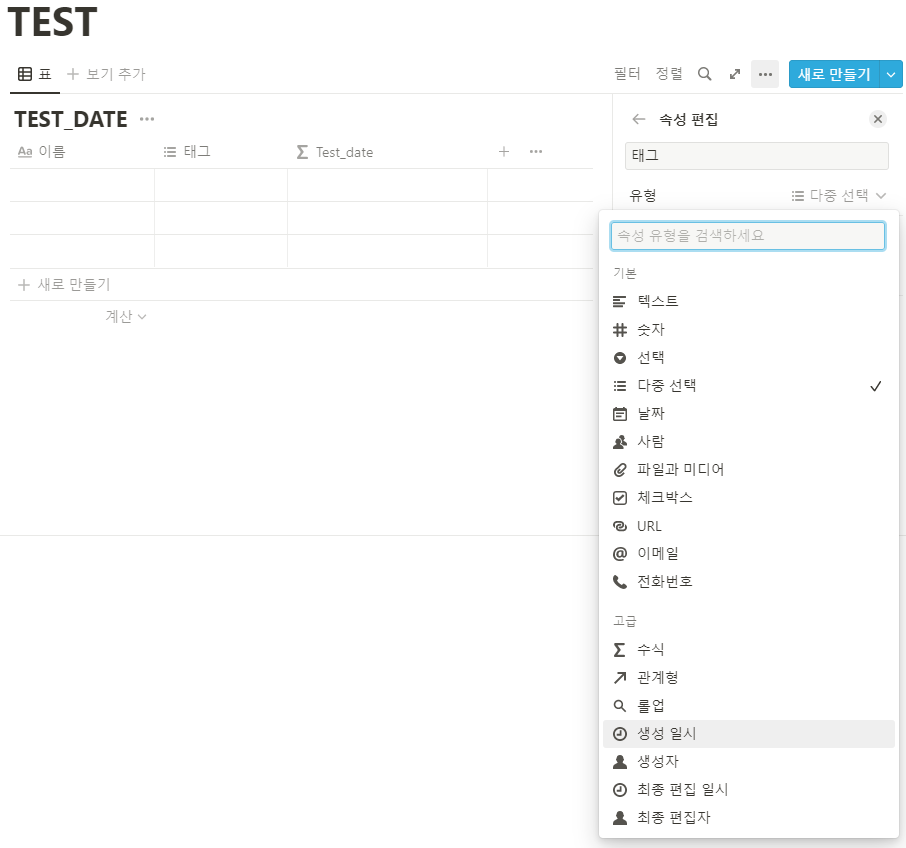 TEST
표 보기 추가 필터 정렬 새로 만들기
TEST_DATE
Aa 이름 태그 Test_date
새로 만들기
계산
속성 편집
태그
유형 다중 선택
속성 유형을 검색하세요
기본
텍스트
숫자
선택
다중 선택
날짜
사람
파일과 미디어
체크박스
URL
이메일
전화번호
고급
수식
관계형
롤업
생성 일시
생성자
최종 편집 일시
최종 편집자